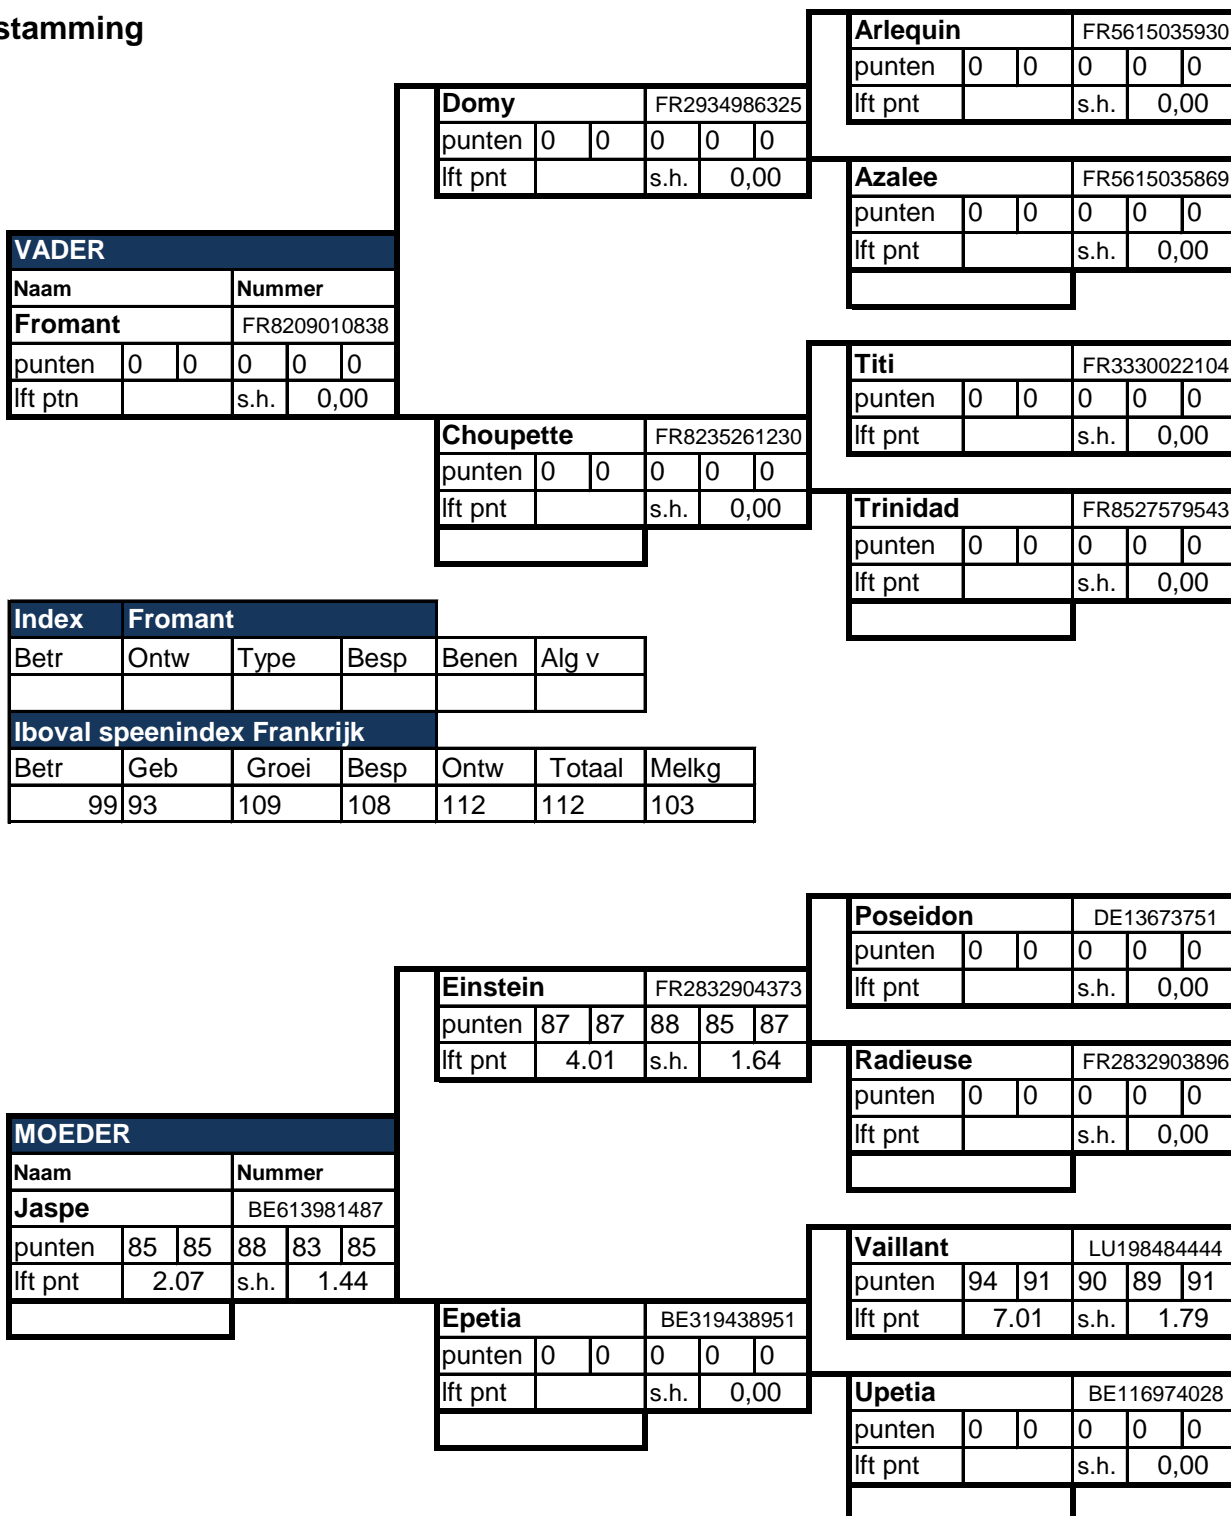 stamming
Arlequin FR5615035930
punten 0 0 0 0 0
lft pnt s.h. 0,00
Domy FR2934986325
punten 0 0 0 0 0
lft pnt s.h. 0,00
Azalee FR5615035869
punten 0 0 0 0 0
lft pnt s.h. 0,00
VADER
Naam Nummer
Fromant FR8209010838
punten 0 0 0 0 0
lft ptn s.h. 0,00
Titi FR3330022104
punten 0 0 0 0 0
lft pnt s.h. 0,00
Choupette FR8235261230
punten 0 0 0 0 0
lft pnt s.h. 0,00
Trinidad FR8527579543
punten 0 0 0 0 0
lft pnt s.h. 0,00
Index Fromant
Betr Ontw Type Besp Benen Alg v
Iboval speenindex Frankrijk
Betr Geb Groei Besp Ontw Totaal Melkg
99 93 109 108 112 112 103
Poseidon DE13673751
punten 0 0 0 0 0
lft pnt s.h. 0,00
Einstein FR2832904373
punten 87 87 88 85 87
lft pnt 4.01 s.h. 1.64
Radieuse FR2832903896
punten 0 0 0 0 0
lft pnt s.h. 0,00
MOEDER
Naam Nummer
Jaspe BE613981487
punten 85 85 88 83 85
lft pnt 2.07 s.h. 1.44
Vaillant LU198484444
punten 94 91 90 89 91
lft pnt 7.01 s.h. 1.79
Epetia BE319438951
punten 0 0 0 0 0
lft pnt s.h. 0,00
Upetia BE116974028
punten 0 0 0 0 0
lft pnt s.h. 0,00